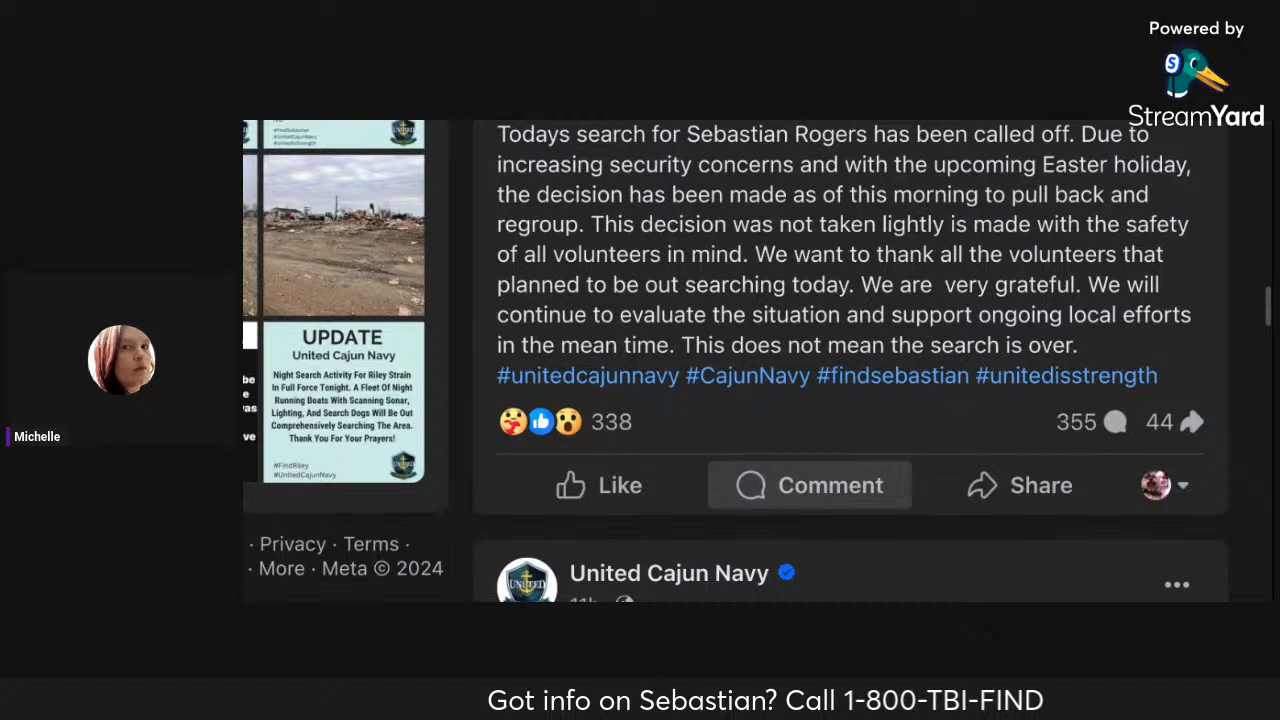 Powered by
StreamYard
#FindSebastian
#UnitedCajunNavy
#UnitedIsStrength
Todays search for Sebastian Rogers has been called off. Due to
increasing security concerns and with the upcoming Easter holiday,
the decision has been made as of this morning to pull back and
regroup. This decision was not taken lightly is made with the safety
of all volunteers in mind. We want to thank all the volunteers that
planned to be out searching today. We are  very grateful. We will
continue to evaluate the situation and support ongoing local efforts
in the mean time. This does not mean the search is over.
#unitedcajunnavy #CajunNavy #findsebastian #unitedisstrength
338
355 44
Like Comment Share
be
UPDATE
United Cajun Navy
Night Search Activity For Riley Strain
In Full Force Tonight. A Fleet Of Night
Running Boats With Scanning Sonar,
Lighting, And Search Dogs Will Be Out
Comprehensively Searching The Area.
Thank You For Your Prayers!
#FindRiley
#UnitedCajunNavy
Michelle
· Privacy · Terms ·
· More · Meta © 2024
UNITED
United Cajun Navy
Got info on Sebastian? Call 1-800-TBI-FIND